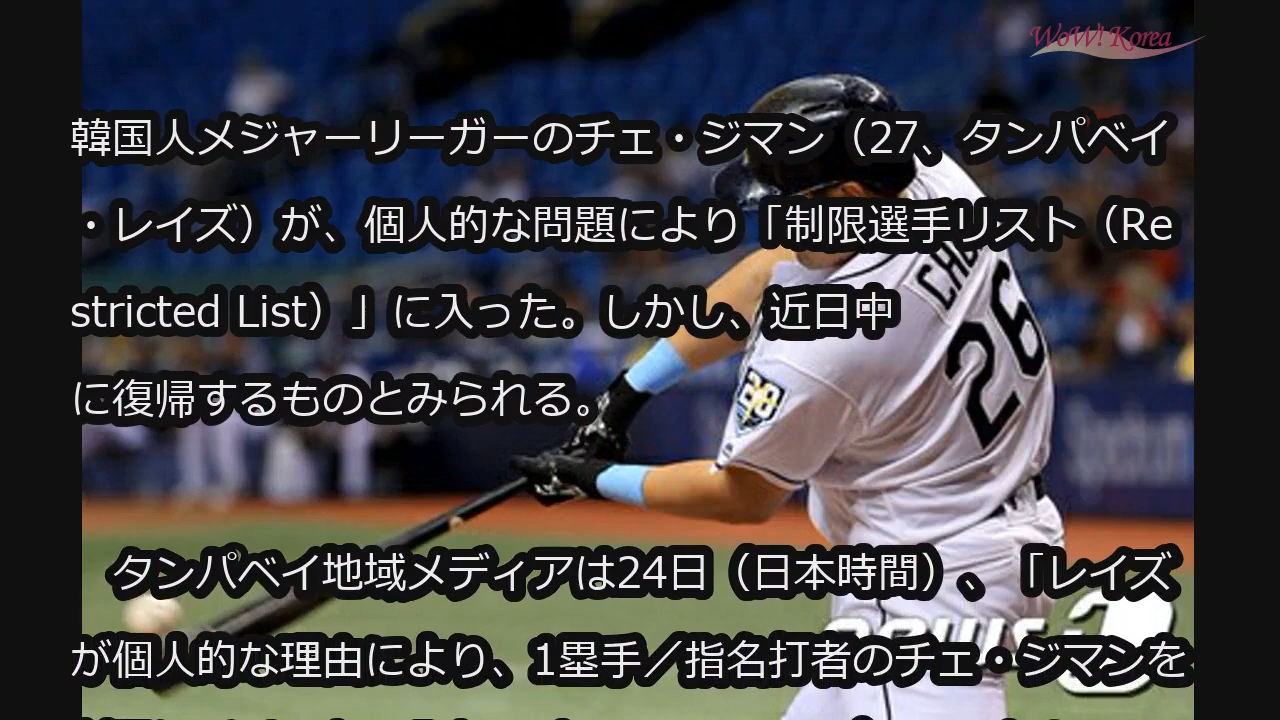 WoW! Korea
韓国人メジャーリーガーのチェ・ジマン（27、タンパベイ
・レイズ）が、個人的な問題により「制限選手リスト（Re
stricted List）」に入った。しかし、近日中
に復帰するものとみられる。
26
20
タンパベイ地域メディアは24日（日本時間）、「レイズ
が個人的な理由により、1塁手／指名打者のチェ・ジマンを